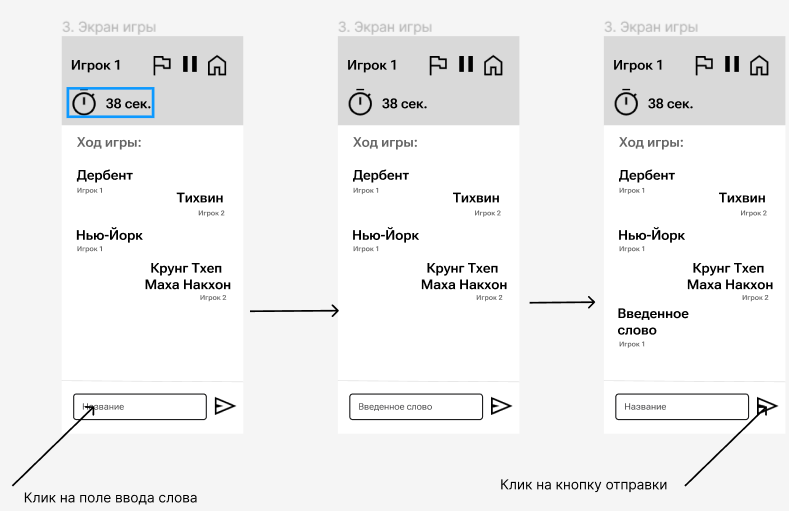 3. Экран игры
Игрок 1
38 сек.
Ход игры:
Дербент
Игрок 1
Тихвин
Игрок 2
Нью-Йорк
Игрок 1
Крунг Тхеп
Маха Накхон
Игрок 2
Название
Клик на поле ввода слова
3. Экран игры
Игрок 1
38 сек.
Ход игры:
Дербент
Игрок 1
Тихвин
Игрок 2
Нью-Йорк
Игрок 1
Крунг Тхеп
Маха Накхон
Игрок 2
Введенное слово
3. Экран игры
Игрок 1
38 сек.
Ход игры:
Дербент
Игрок 1
Тихвин
Игрок 2
Нью-Йорк
Игрок 1
Крунг Тхеп
Маха Накхон
Игрок 2
Введенное
слово
Игрок 1
Название
Клик на кнопку отправки